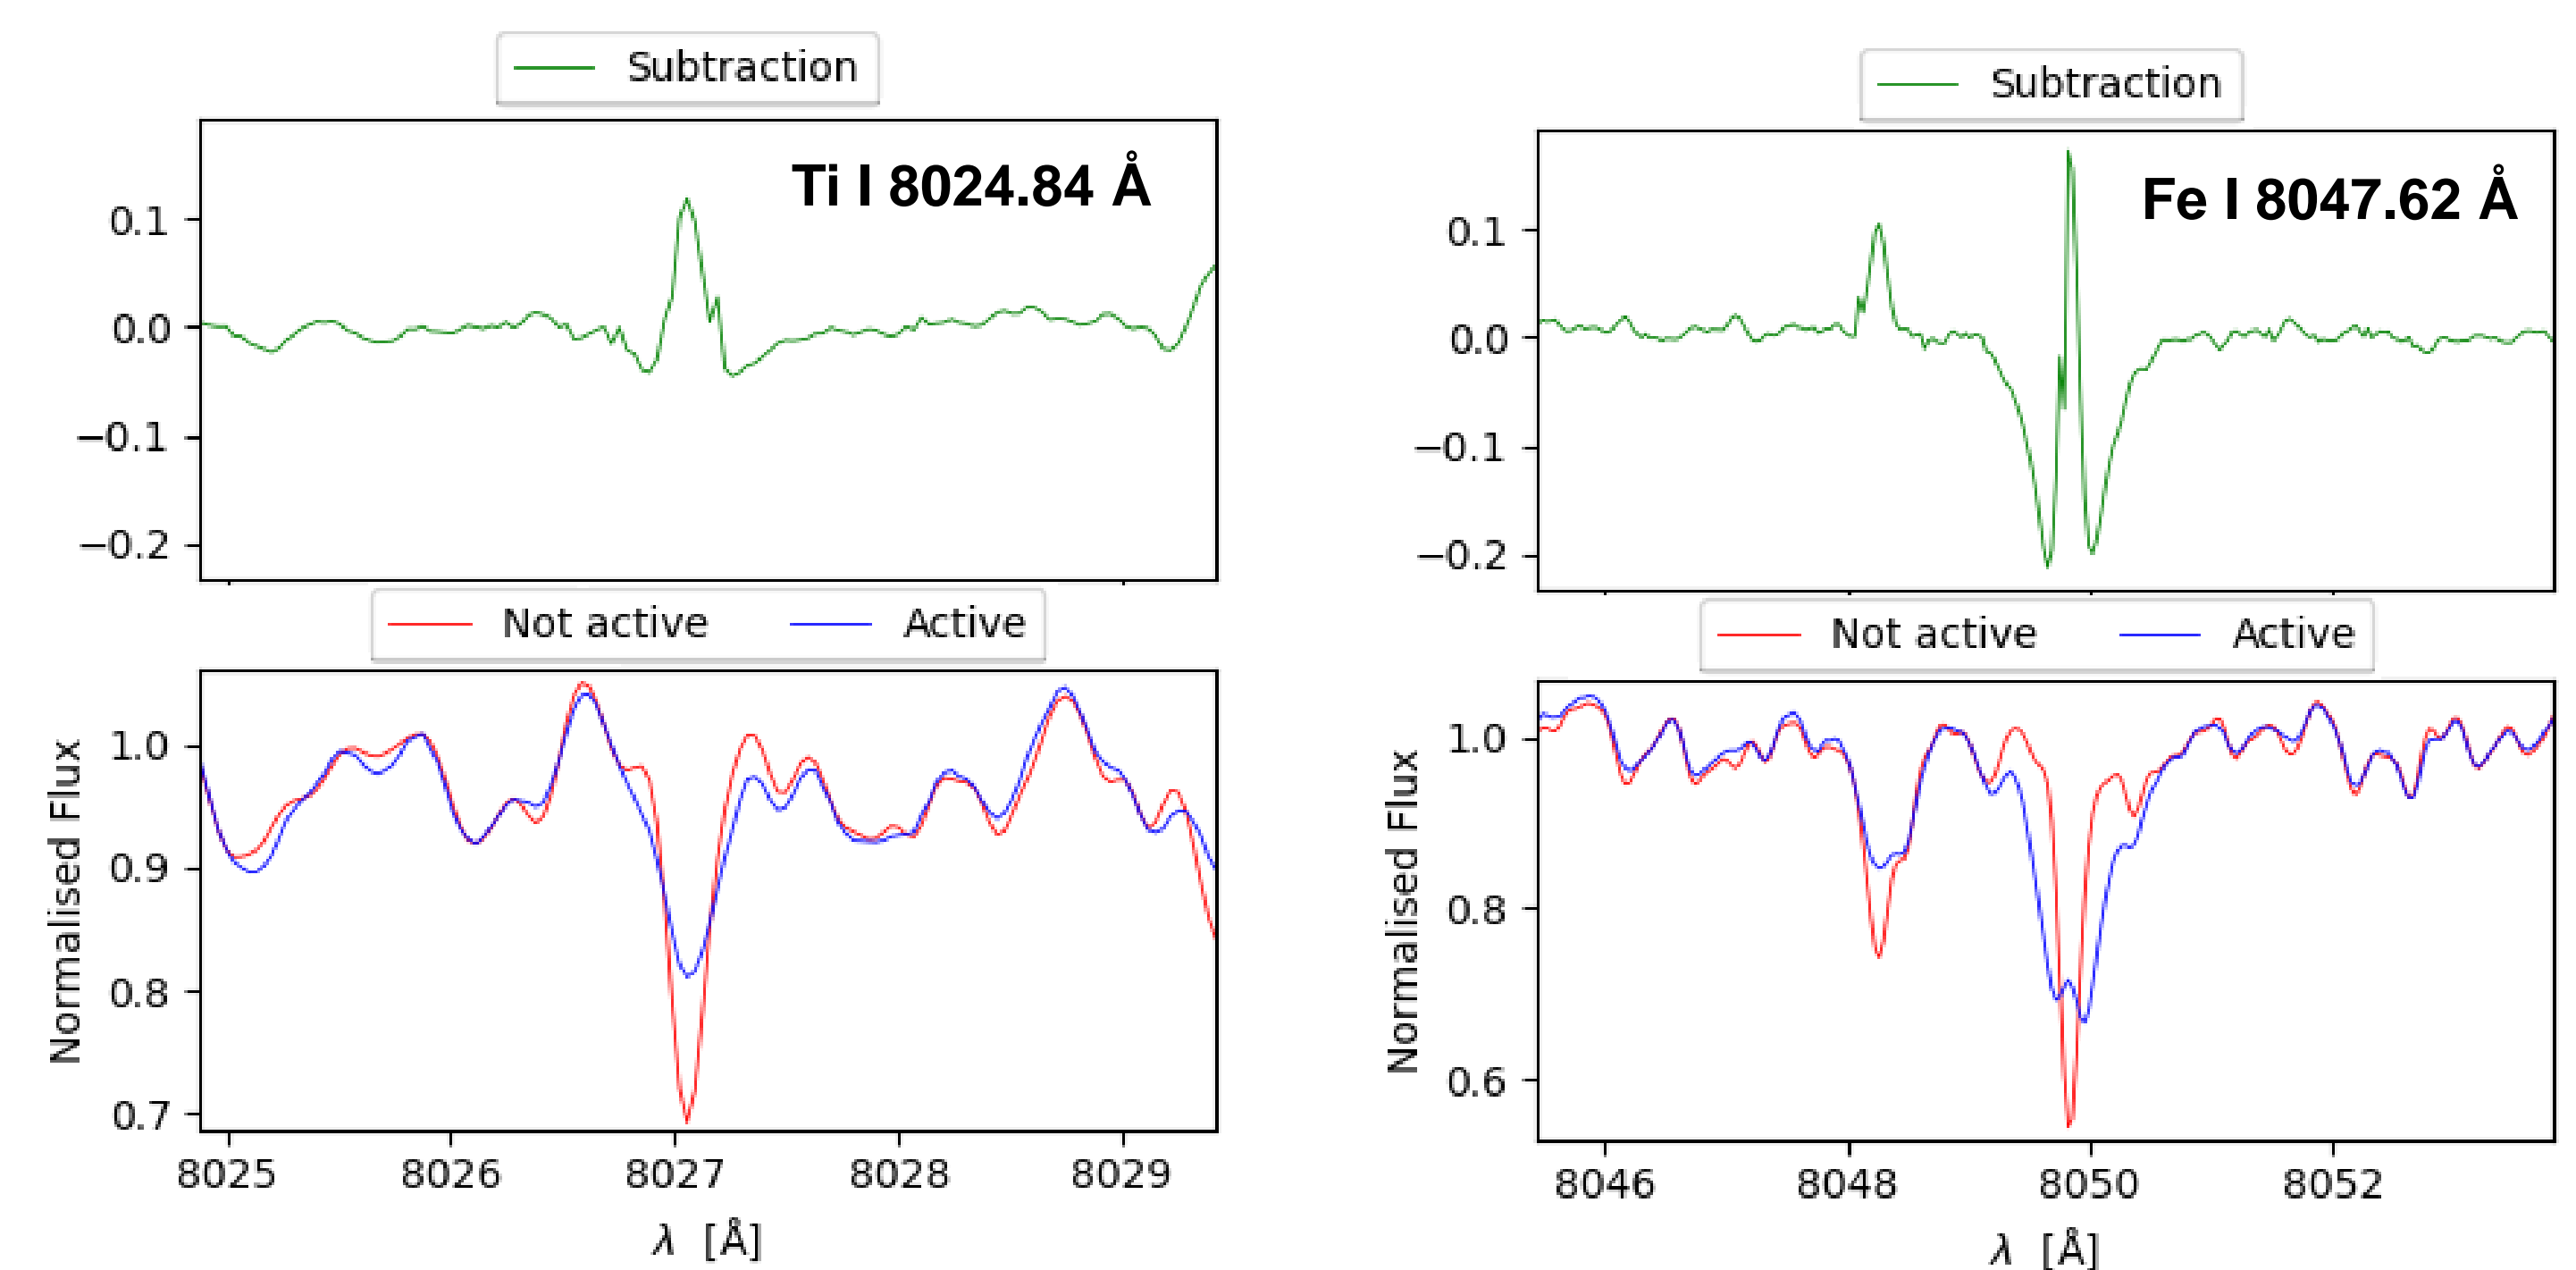 Subtraction
Ti I 8024.84 Å
0.1
0.0
−0.1
−0.2
Not active Active
Normalised Flux
1.0
0.9
0.8
0.7
8025 8026 8027 8028 8029
λ [Å]
Subtraction
Fe I 8047.62 Å
0.1
0.0
−0.1
−0.2
Not active Active
Normalised Flux
1.0
0.8
0.6
8046 8048 8050 8052
λ [Å]